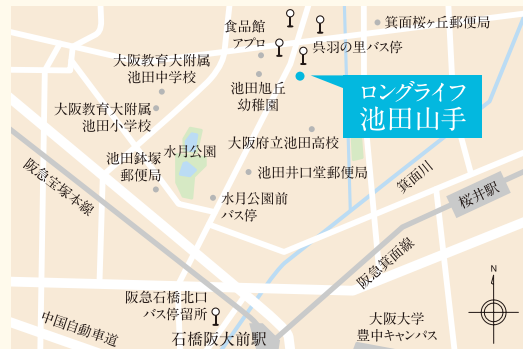 食品館
アプロ
箕面桜ヶ丘郵便局
呉羽の里バス停
大阪教育大附属
池田中学校
池田旭丘
幼稚園
ロングライフ
池田山手
大阪教育大附属
池田小学校
大阪府立池田高校
水月公園
池田鉢塚
郵便局
池田井口堂郵便局
箕面川
阪急宝塚本線
水月公園前
バス停
桜井駅
阪急箕面線
N
阪急石橋北口
バス停留所
石橋阪大前駅
中国自動車道
大阪大学
豊中キャンパス